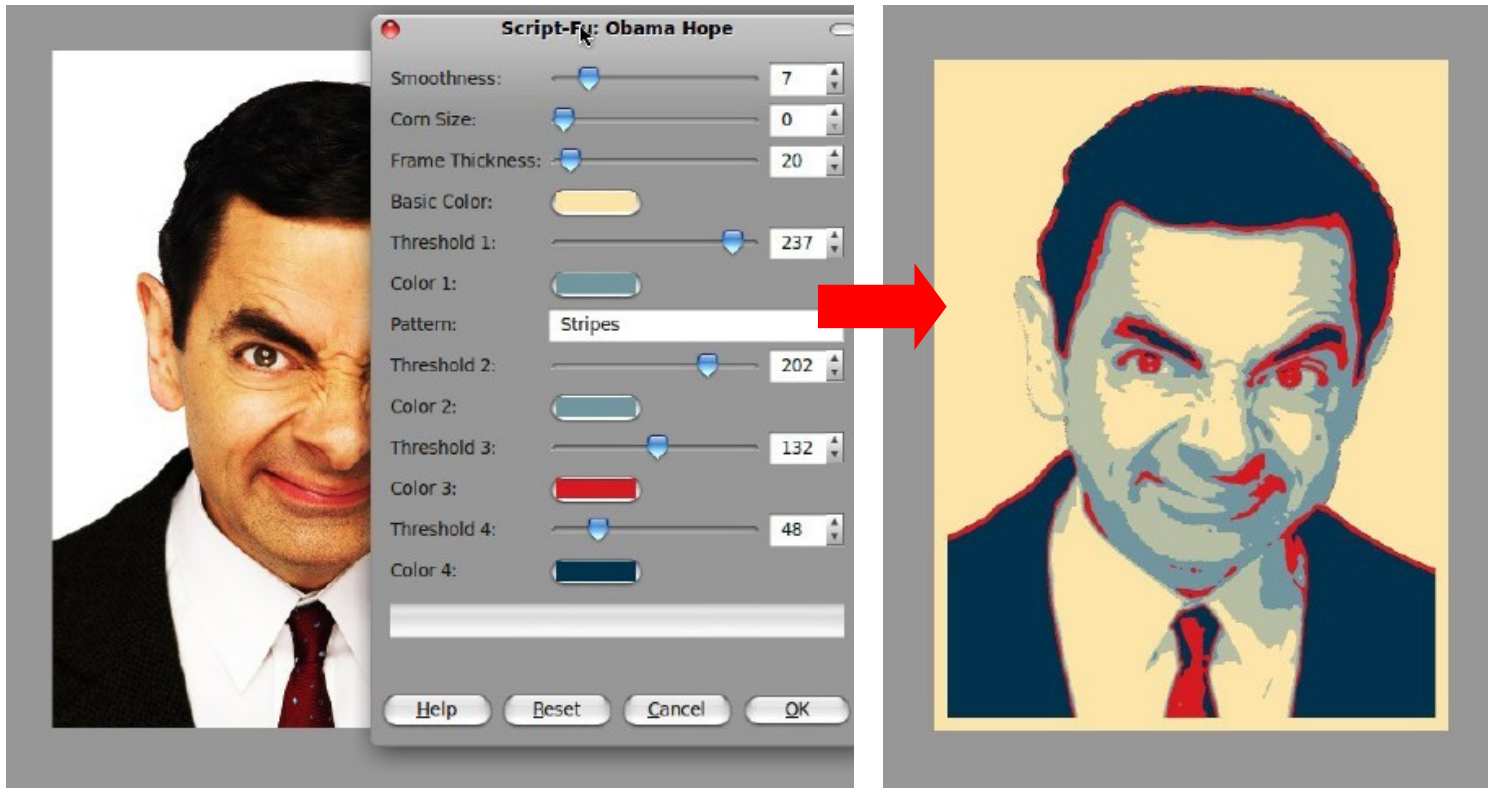 Script-Fu: Obama Hope
Smoothness: 7
Corn Size: 0
Frame Thickness: 20
Basic Color:
Threshold 1: 237
Color 1:
Pattern: Stripes
Threshold 2: 202
Color 2:
Threshold 3: 132
Color 3:
Threshold 4: 48
Color 4:
Help Reset Cancel OK